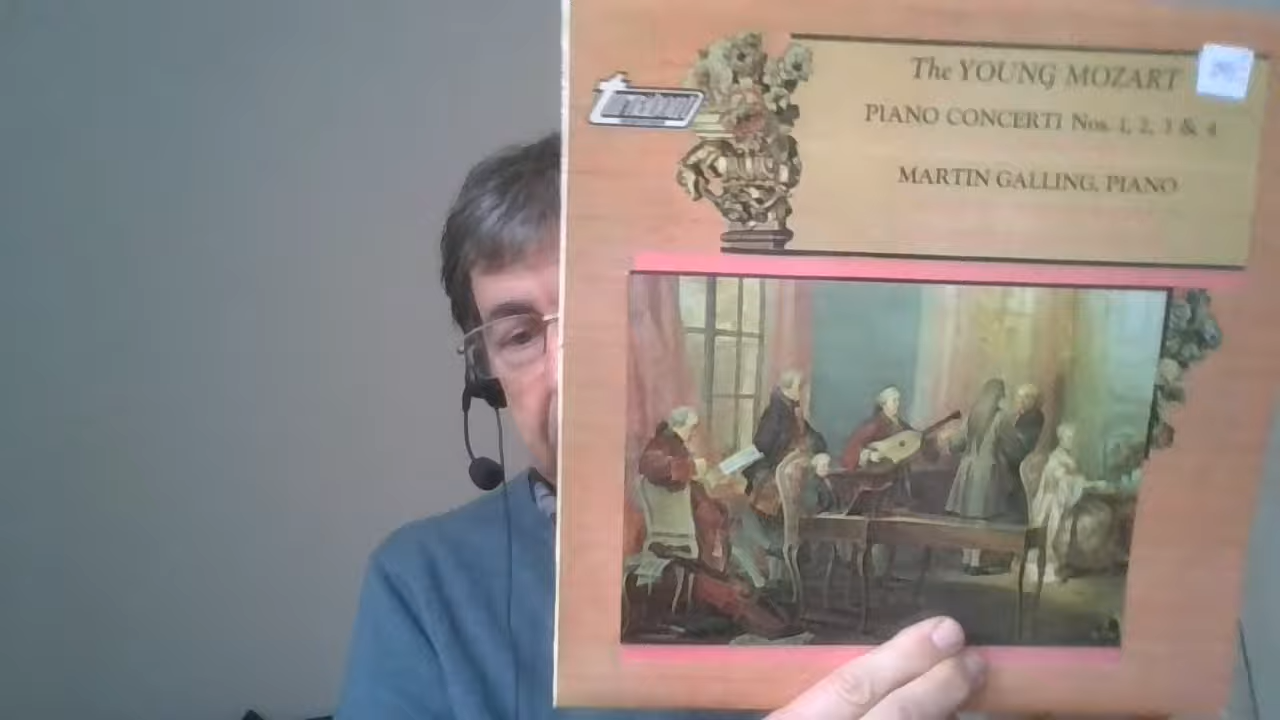 The YOUNG MOZART
PIANO CONCERTI Nos. 1, 2, 3 & 4
MARTIN GALLING, PIANO
turnabout